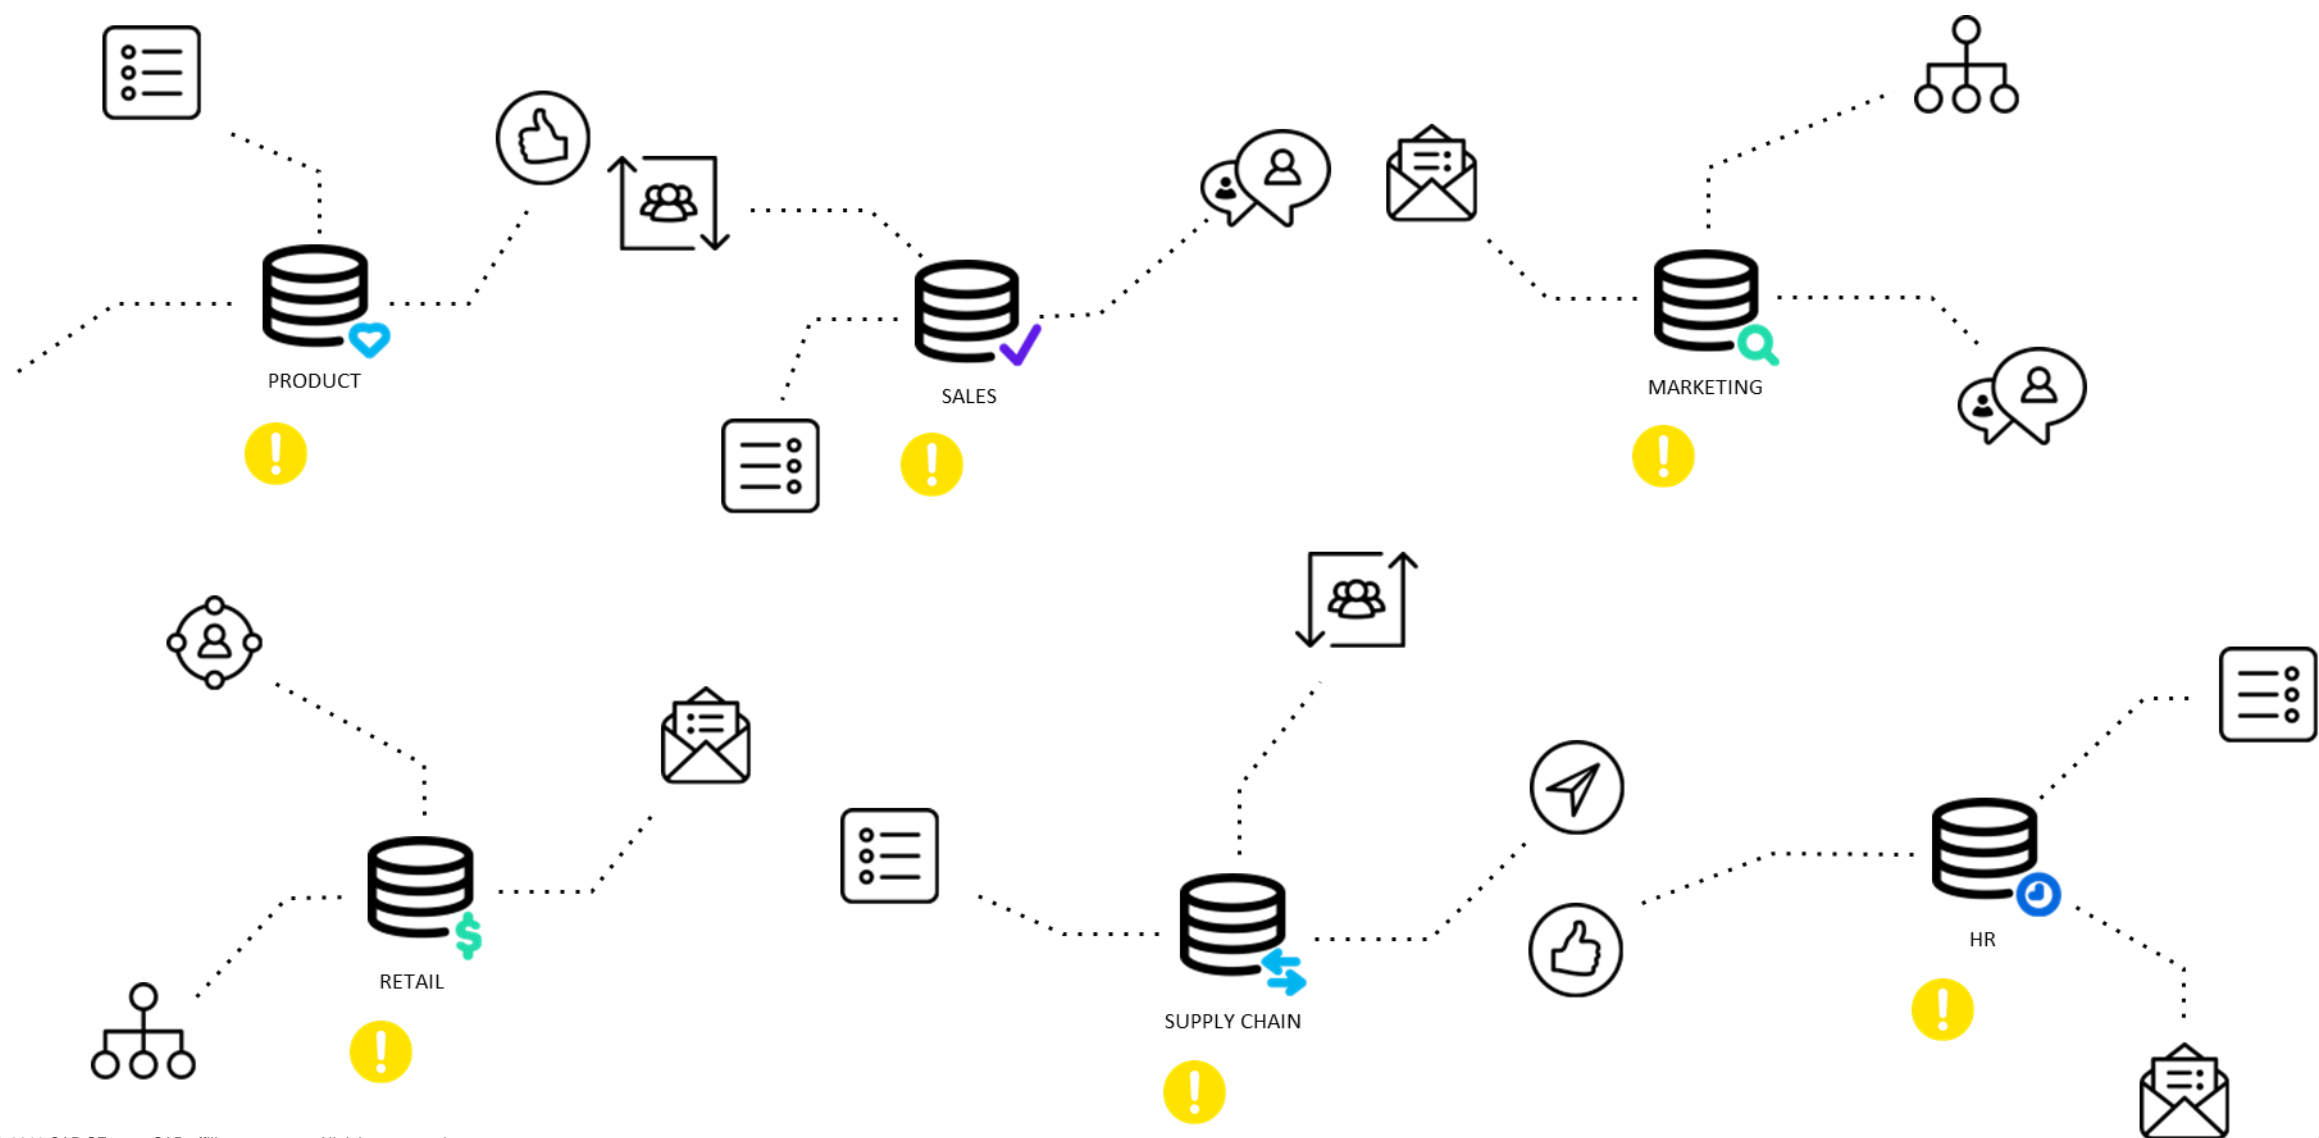 PRODUCT
SALES
MARKETING
RETAIL
SUPPLY CHAIN
HR